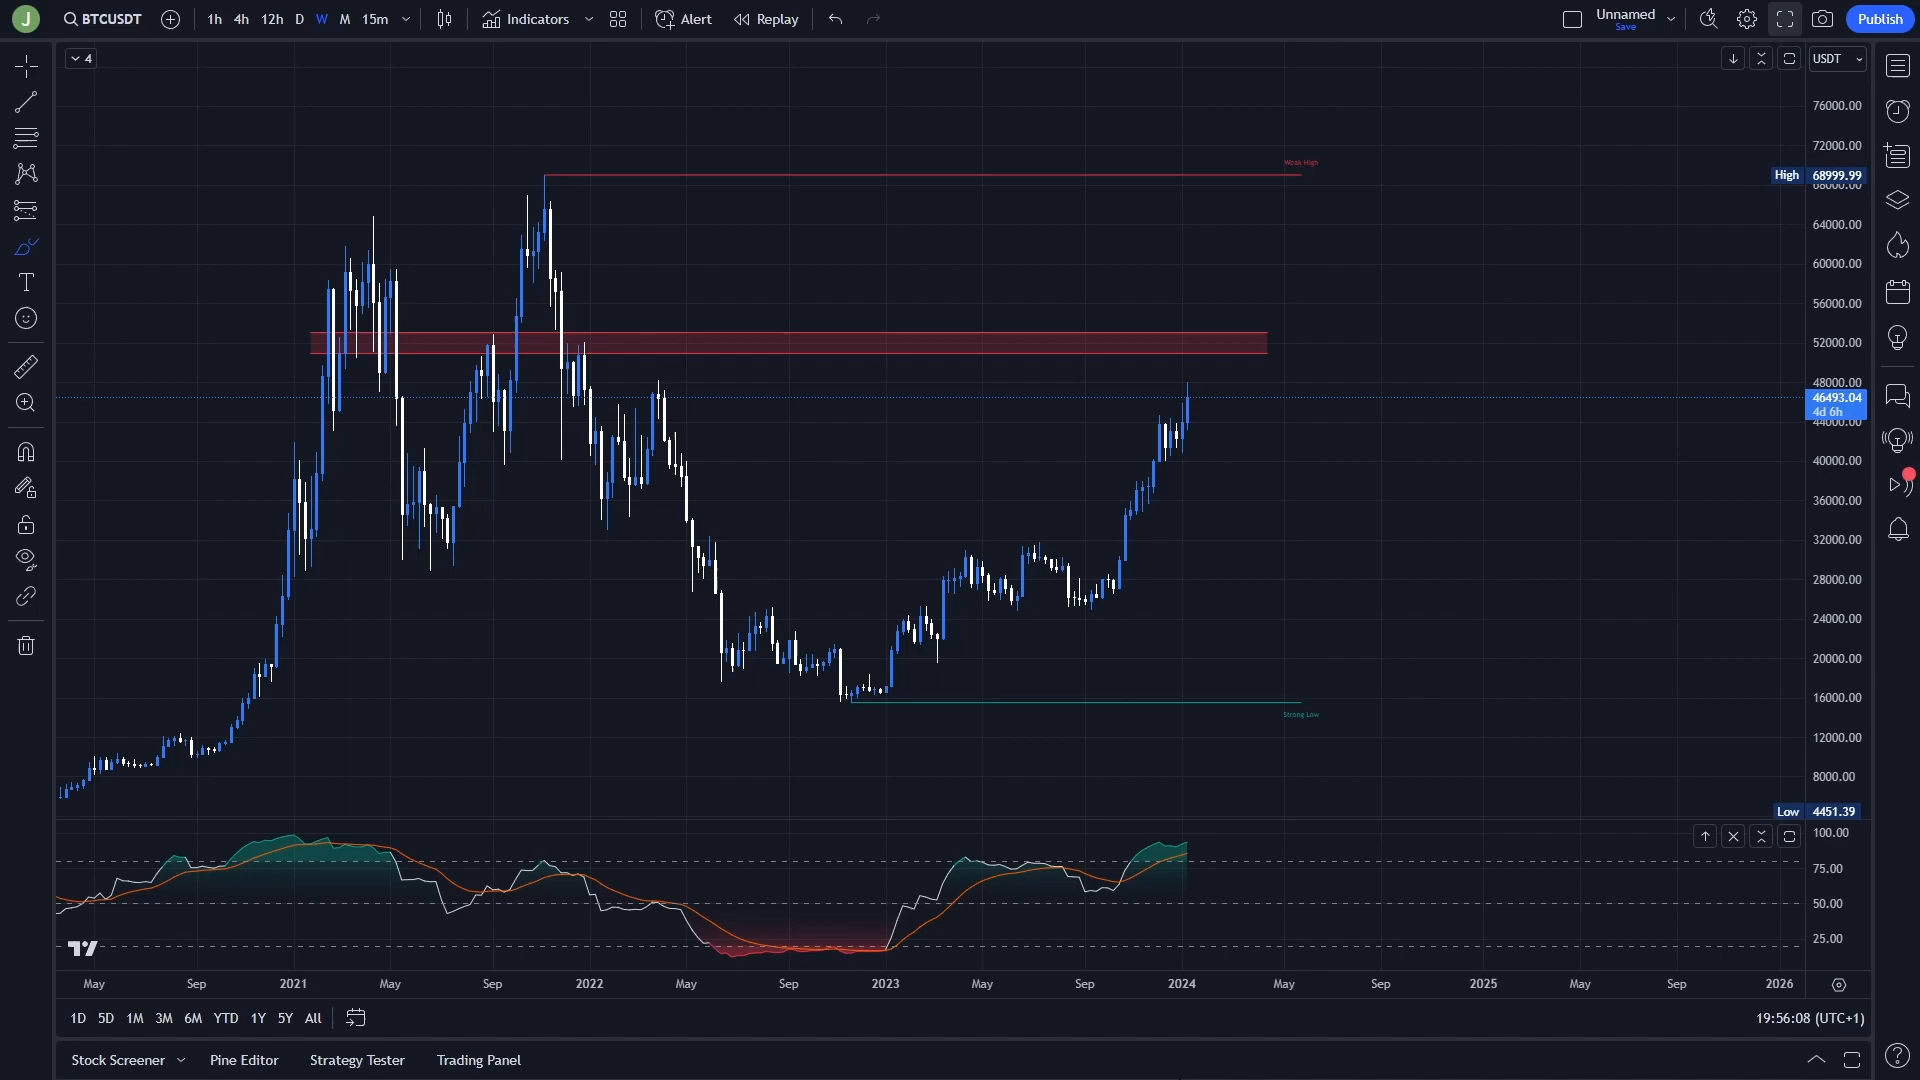 J
BTCUSDT
1h 4h 12h D W M 15m
Indicators
Alert
Replay
Unnamed
Save
Publish
4
USDT
76000.00
72000.00
Weak High
High 68999.99
68000.00
64000.00
60000.00
56000.00
52000.00
48000.00
46493.04
4d 6h
44000.00
40000.00
36000.00
32000.00
28000.00
24000.00
20000.00
16000.00
Strong Low
12000.00
8000.00
Low 4451.39
100.00
75.00
50.00
25.00
May Sep 2021 May Sep 2022 May Sep 2023 May Sep 2024 May Sep 2025 May Sep 2026
1D 5D 1M 3M 6M YTD 1Y 5Y All
19:56:08 (UTC+1)
Stock Screener Pine Editor Strategy Tester Trading Panel